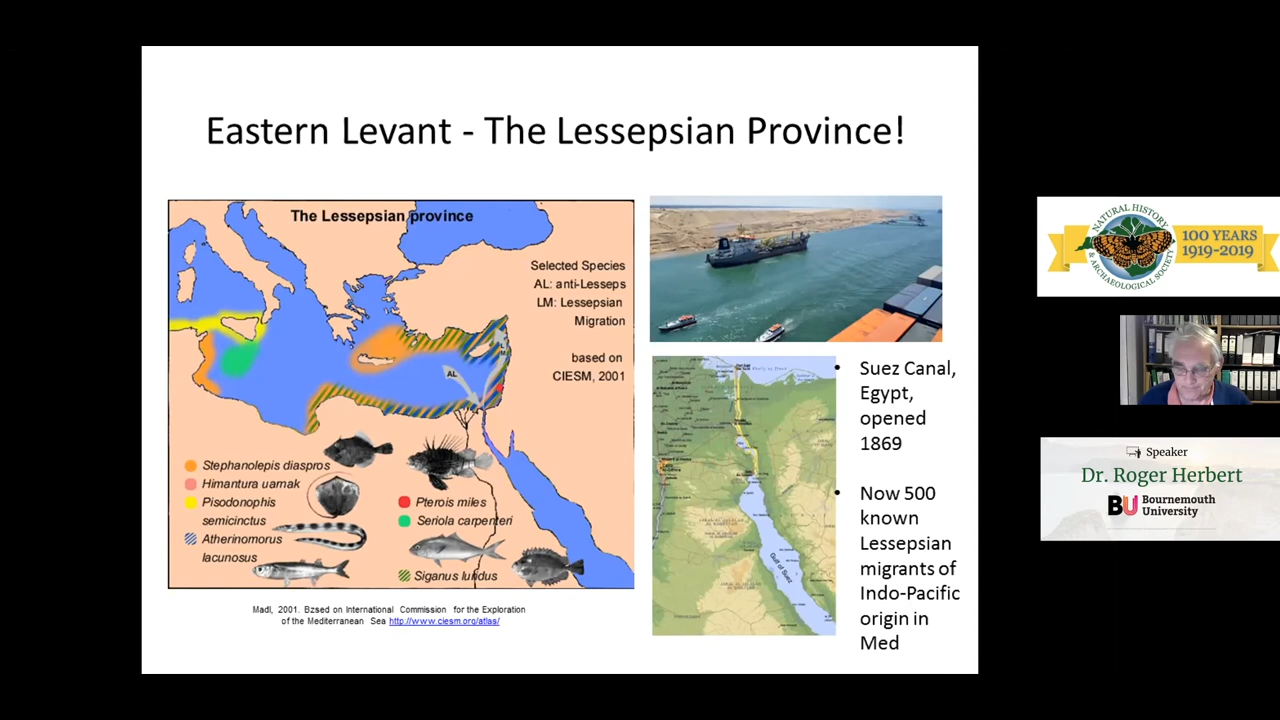 Eastern Levant - The Lessepsian Province!
The Lessepsian province
Selected Species
AL: anti-Lesseps
LM: Lessepsian
Migration
based on
CIESM, 2001
AL
Stephanolepis diaspros
Himantura uarnak
Pisodonophis
semicinctus
Atherinomorus
lacunosus
Pterois miles
Seriola carpenteri
Siganus luridus
Madl, 2001. Bzsed on International Commission for the Exploration
of the Mediterranean Sea http://www.ciesm.org/atlas/
Gulf of Suez
• Suez Canal,
Egypt,
opened
1869
• Now 500
known
Lessepsian
migrants of
Indo-Pacific
origin in
Med
NATURAL HISTORY
& ARCHAEOLOGICAL SOCIETY
100 YEARS
1919-2019
Speaker
Dr. Roger Herbert
BU Bournemouth
University